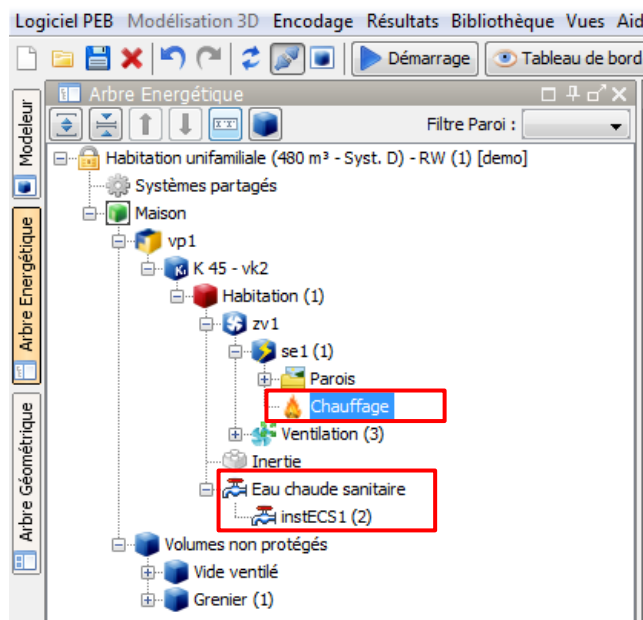 Logiciel PEB Modélisation 3D Encodage Résultats Bibliothèque Vues Aid
Démarrage Tableau de bord
Arbre Energétique
Filtre Paroi :
Modeleur
Arbre Energétique
Arbre Géométrique
Habitation unifamiliale (480 m³ - Syst. D) - RW (1) [demo]
Systèmes partagés
Maison
vp1
K 45 - vk2
Habitation (1)
zv1
se1 (1)
Parois
Chauffage
Ventilation (3)
Inertie
Eau chaude sanitaire
instECS1 (2)
Volumes non protégés
Vide ventilé
Grenier (1)